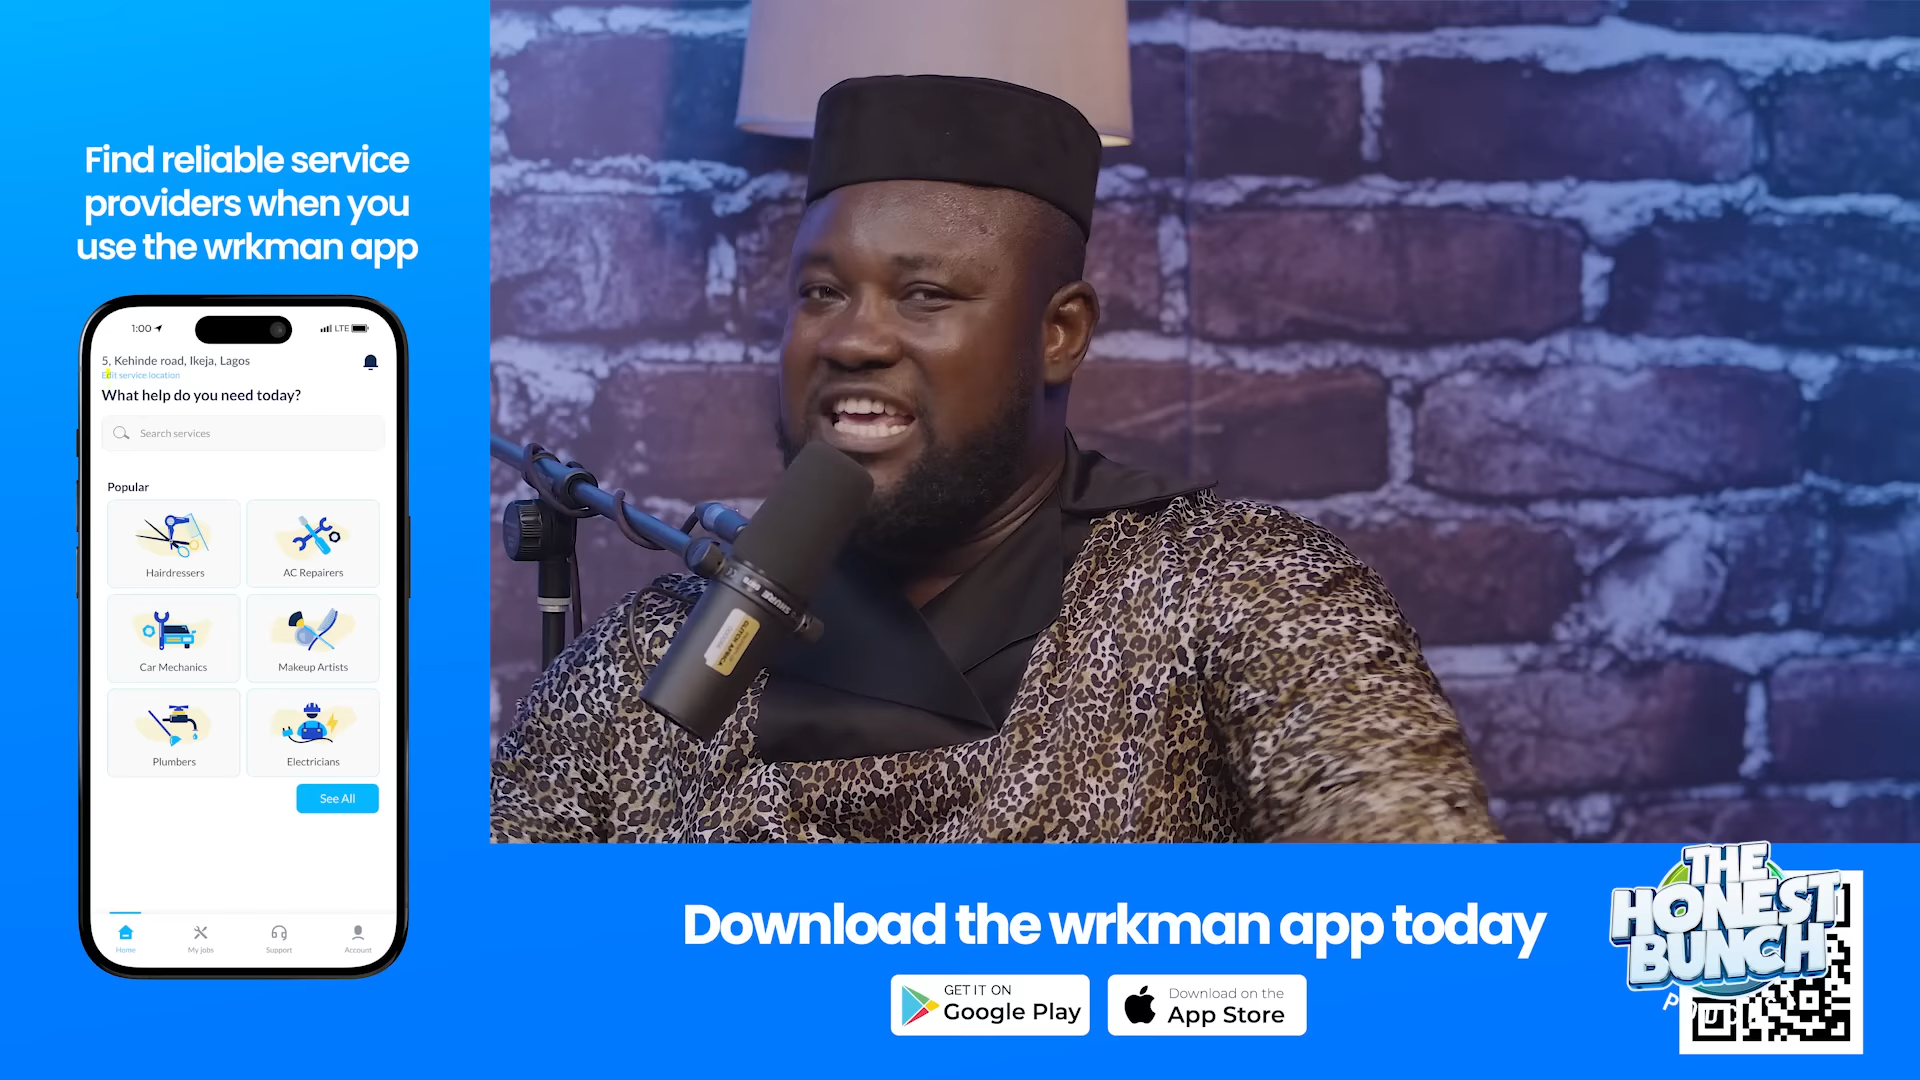 Find reliable service
providers when you
use the wrkman app
1:00
LTE
5, Kehinde road, Ikeja, Lagos
Edit service location
What help do you need today?
Search services
Popular
Hairdressers
AC Repairers
Car Mechanics
Makeup Artists
Plumbers
Electricians
See All
Home
My jobs
Support
Account
SHURE
GLITCH AFRICA
Download the wrkman app today
GET IT ON
Google Play
Download on the
App Store
THE
HONEST
BUNCH